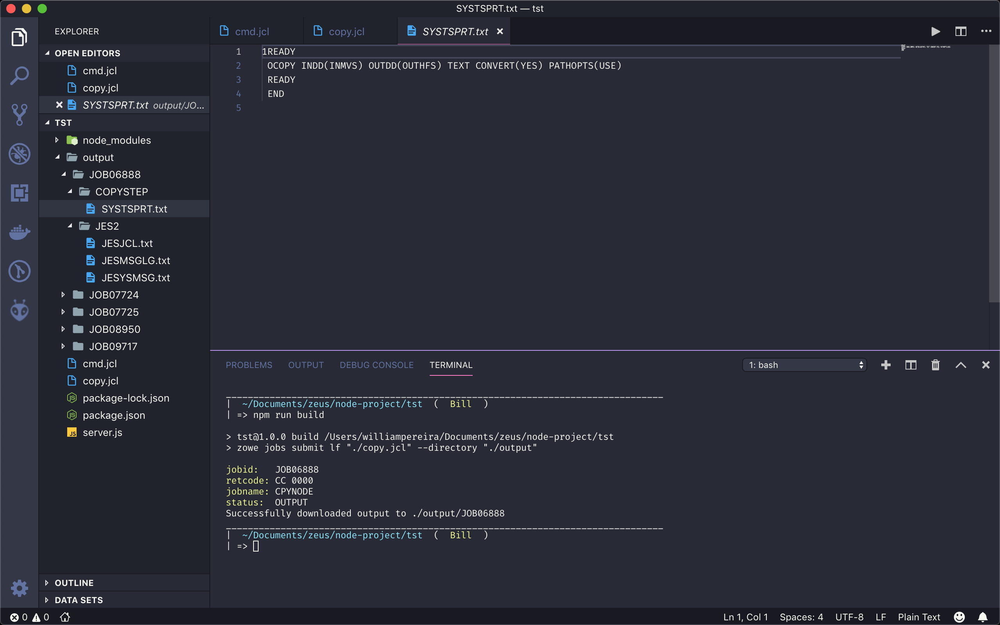 SYSTSPRT.txt — tst
EXPLORER
OPEN EDITORS
cmd.jcl
copy.jcl
SYSTSPRT.txt output/JO...
TST
node_modules
output
JOB06888
COPYSTEP
SYSTSPRT.txt
JES2
JESJCL.txt
JESMSGLG.txt
JESYSMSG.txt
JOB07724
JOB07725
JOB08950
JOB09717
cmd.jcl
copy.jcl
package-lock.json
package.json
JS server.js
OUTLINE
DATA SETS
cmd.jcl copy.jcl SYSTSPRT.txt
1 1READY
2 OCOPY INDD(INMVS) OUTDD(OUTHFS) TEXT CONVERT(YES) PATHOPTS(USE)
3 READY
4 END
5
PROBLEMS OUTPUT DEBUG CONSOLE TERMINAL 1: bash
| ~/Documents/zeus/node-project/tst ( Bill )
| => npm run build
> tst@1.0.0 build /Users/williampereira/Documents/zeus/node-project/tst
> zowe jobs submit lf "./copy.jcl" --directory "./output"
jobid: JOB06888
retcode: CC 0000
jobname: CPYNODE
status: OUTPUT
Successfully downloaded output to ./output/JOB06888
| ~/Documents/zeus/node-project/tst ( Bill )
| =>
0 0 Ln 1, Col 1 Spaces: 4 UTF-8 LF Plain Text